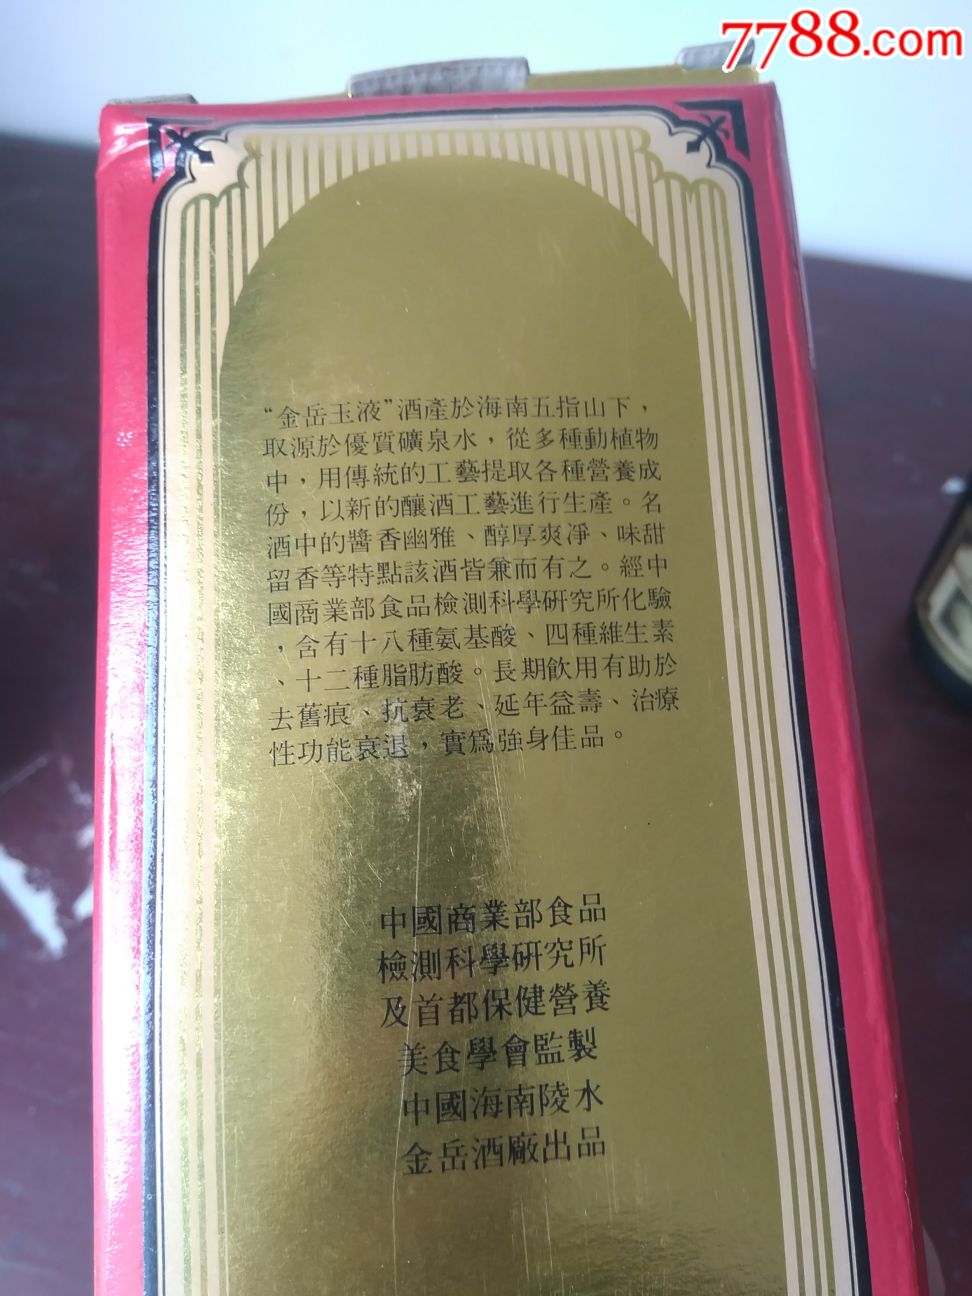 7788.com
“金岳玉液”酒產於海南五指山下，
取源於優質礦泉水，從多種動植物
中，用傳統的工藝提取各種營養成
份，以新的釀酒工藝進行生產。名
酒中的醬香幽雅、醇厚爽凈、味甜
留香等特點該酒皆兼而有之。經中
國商業部食品檢測科學研究所化驗
，含有十八種氨基酸、四種維生素
、十二種脂肪酸。長期飲用有助於
去舊痕、抗衰老、延年益壽、治療
性功能衰退，實爲強身佳品。
中國商業部食品
檢測科學研究所
及首都保健營養
美食學會監製
中國海南陵水
金岳酒廠出品